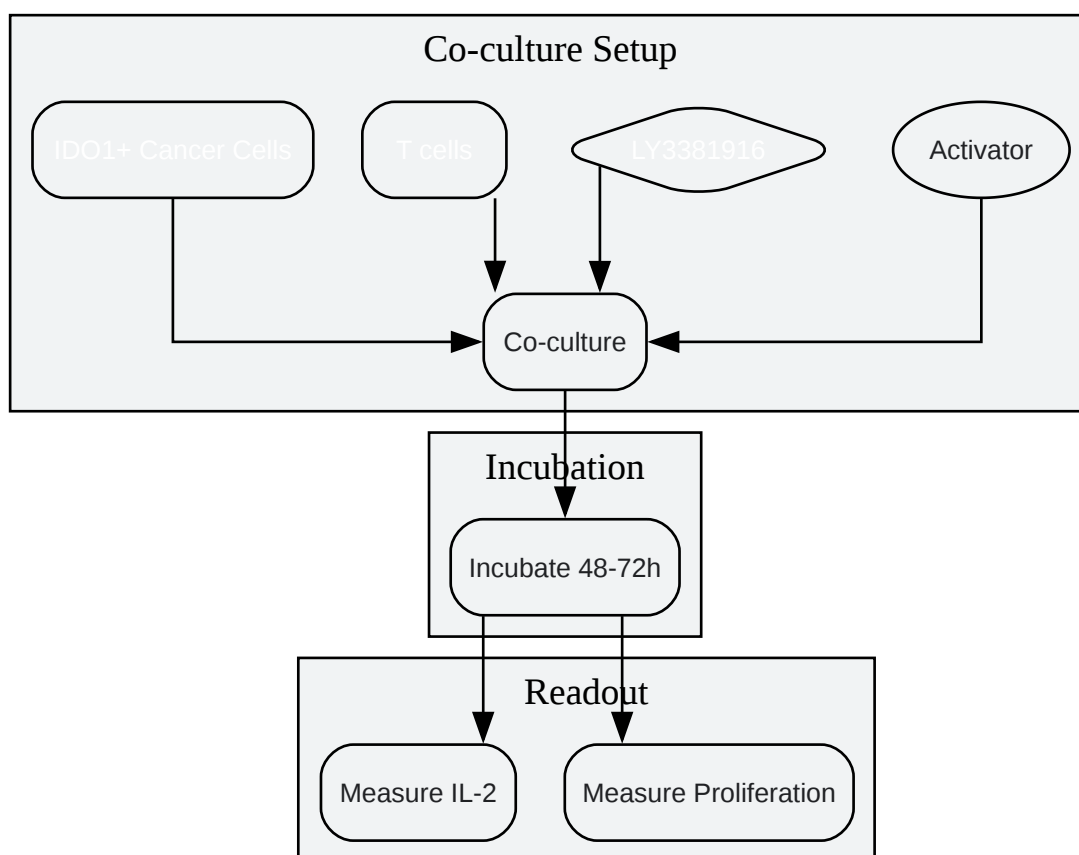 Co-culture Setup
IDO1+ Cancer Cells
T cells
LY3381916
Activator
Co-culture
Incubation
Incubate 48-72h
Readout
Measure IL-2
Measure Proliferation